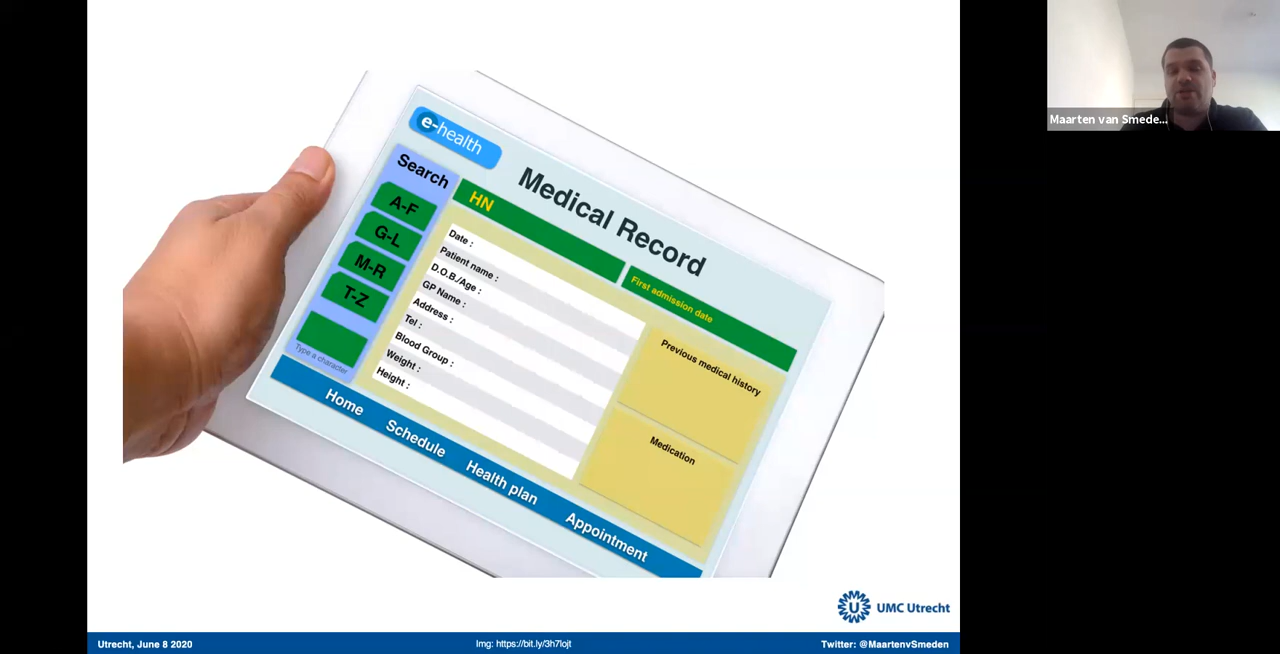 Maarten van Smede...
e-health
Medical Record
Search
A-F
G-L
M-R
T-Z
Type a character
HN
First admission date
Date :
Patient name :
D.O.B./Age :
GP Name :
Address :
Tel :
Blood Group :
Weight :
Height :
Previous medical history
Medication
Home
Schedule
Health plan
Appointment
U
UMC Utrecht
Utrecht, June 8 2020
Img: https://bit.ly/3h7lojt
Twitter: @MaartenvSmeden